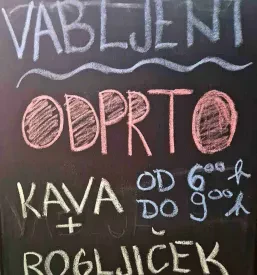 VABLJENI
ODPRTO
KAVA OD 6⁰⁰ h
+ DO 9⁰⁰ h
ROGLJIČEK